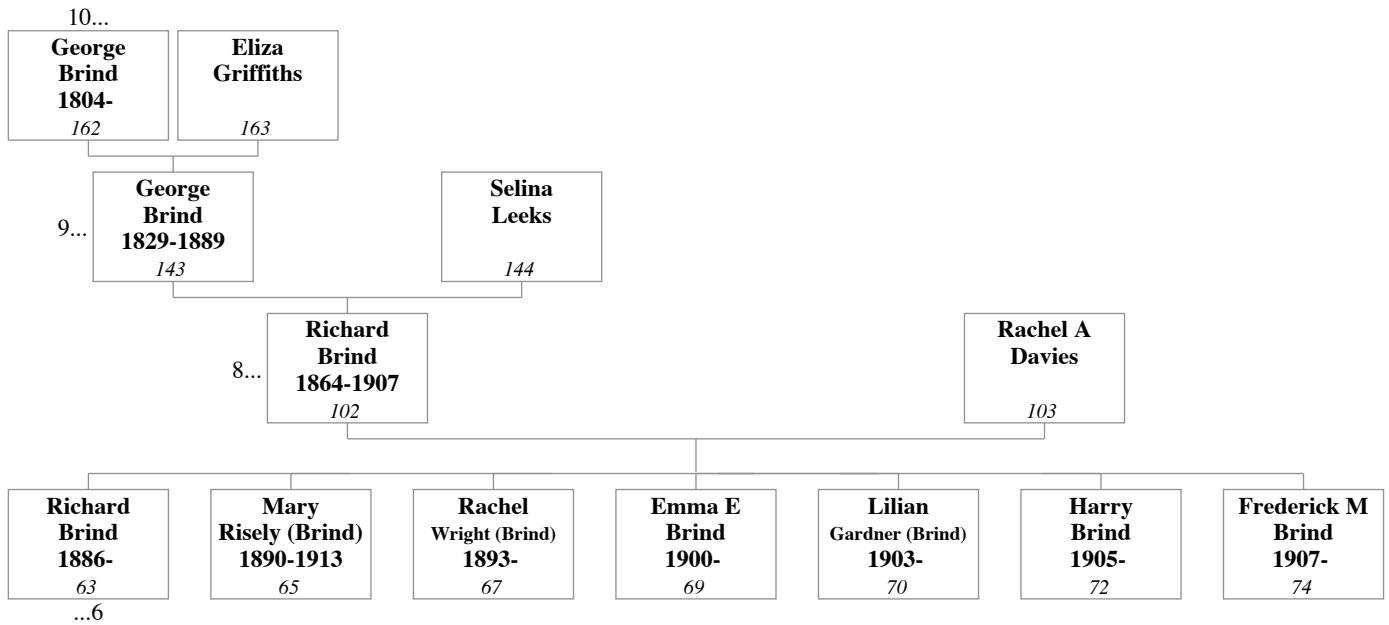 10...
George
Brind
1804-
162
Eliza
Griffiths
163
9...
George
Brind
1829-1889
143
Selina
Leeks
144
8...
Richard
Brind
1864-1907
102
Rachel A
Davies
103
Richard
Brind
1886-
63
...6
Mary
Risely (Brind)
1890-1913
65
Rachel
Wright (Brind)
1893-
67
Emma E
Brind
1900-
69
Lilian
Gardner (Brind)
1903-
70
Harry
Brind
1905-
72
Frederick M
Brind
1907-
74